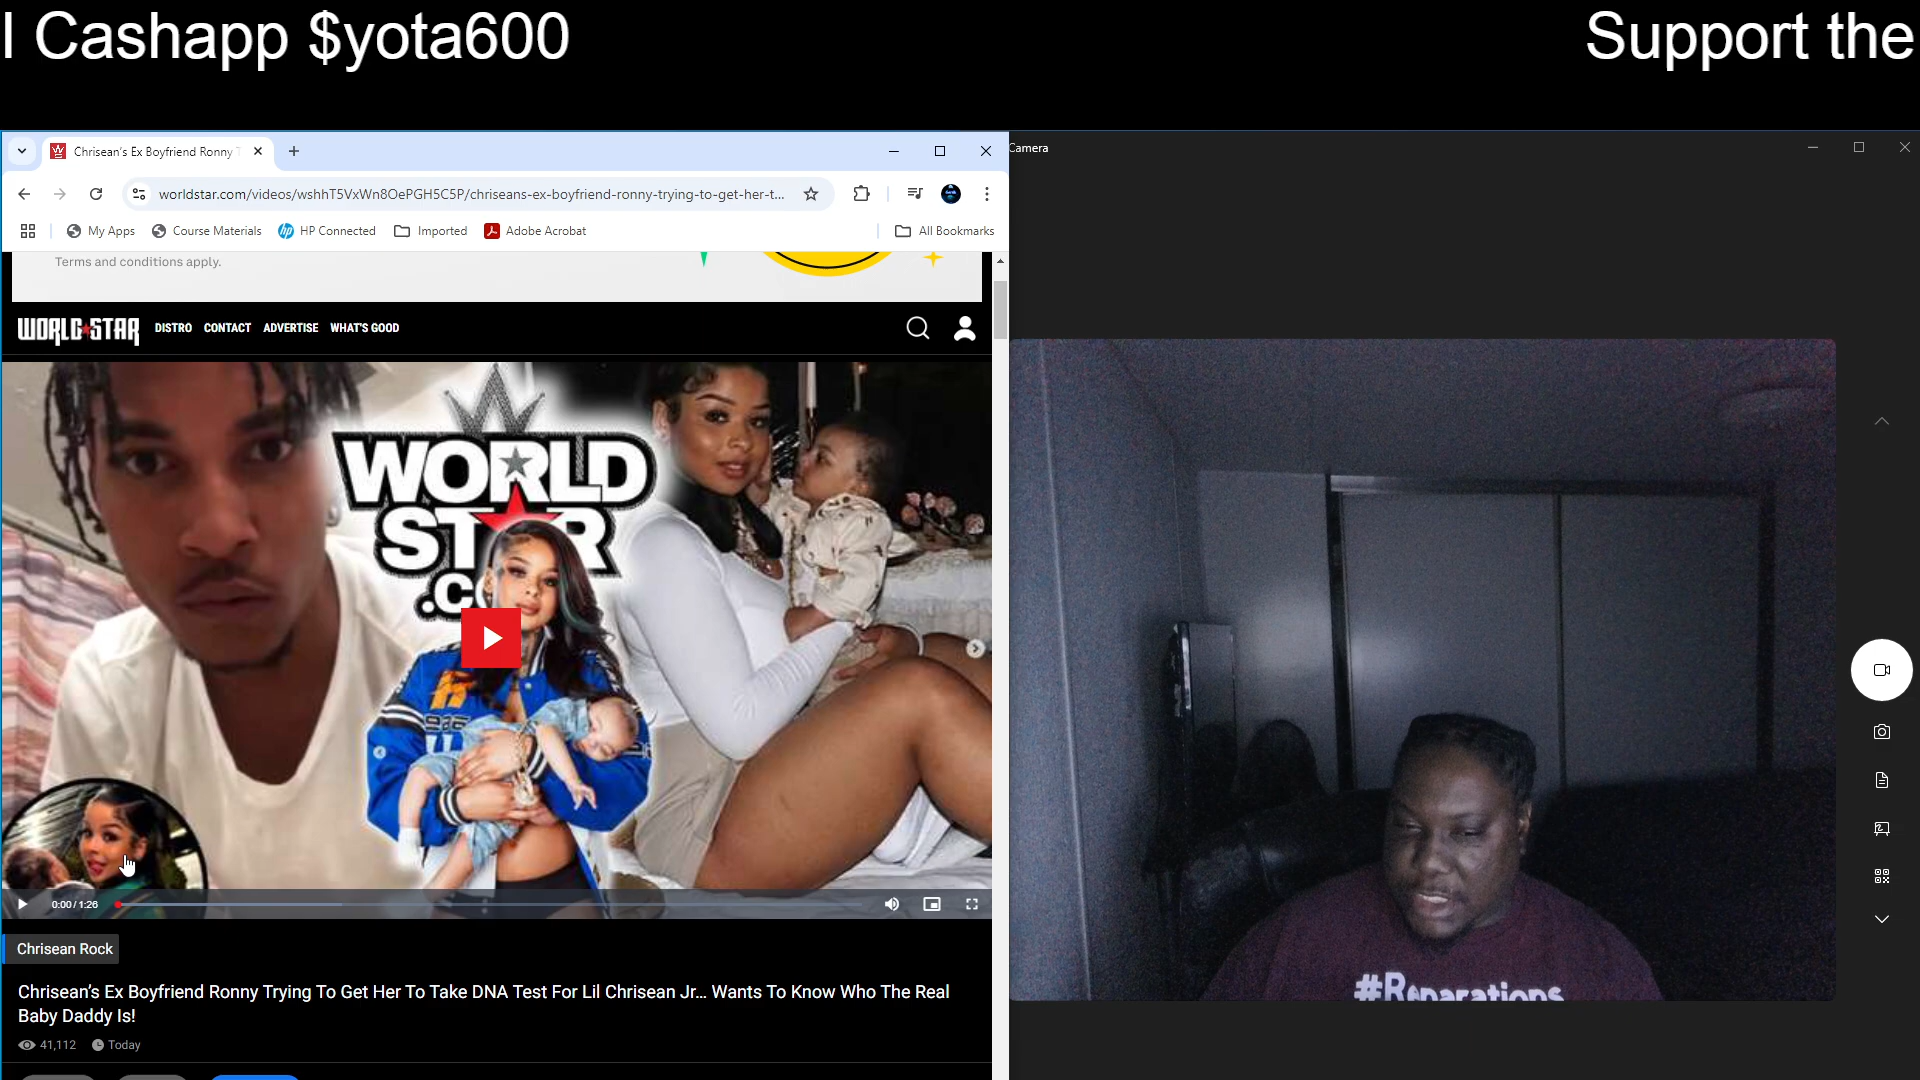 l Cashapp $yota600
Support the
Chrisean's Ex Boyfriend Ronny
Camera
worldstar.com/videos/wshhT5VxWn8OePGH5C5P/chriseans-ex-boyfriend-ronny-trying-to-get-her-t...
My Apps
Course Materials
HP Connected
Imported
Adobe Acrobat
All Bookmarks
Terms and conditions apply.
WORLD STAR
DISTRO
CONTACT
ADVERTISE
WHAT'S GOOD
WORLD
STAR
.C
#Reparations
0:00 / 1:26
Chrisean Rock
Chrisean's Ex Boyfriend Ronny Trying To Get Her To Take DNA Test For Lil Chrisean Jr... Wants To Know Who The Real
Baby Daddy Is!
41,112
Today